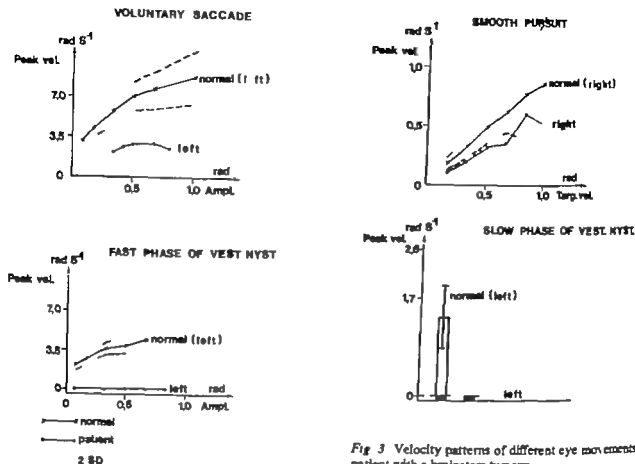 VOLUNTARY SACCADE
rad S⁻¹
Peak vel.
7,0
3,5
0
normal (left)
left
0,5
1,0
rad
Ampl.
SMOOTH PURSUIT
rad S⁻¹
Peak vel.
1,0
0,5
0
normal (right)
right
0,5
1,0
rad
Targ. vel.
FAST PHASE OF VEST NYST
rad S⁻¹
Peak vel.
7,0
3,5
0
normal (left)
left
rad
0
0,5
1,0
Ampl.
normal
patient
2 SD
SLOW PHASE OF VEST. NYST.
rad S⁻¹
Peak vel.
2,6
1,7
0
normal (left)
left
Fig 3 Velocity patterns of different eye movements
patient with a